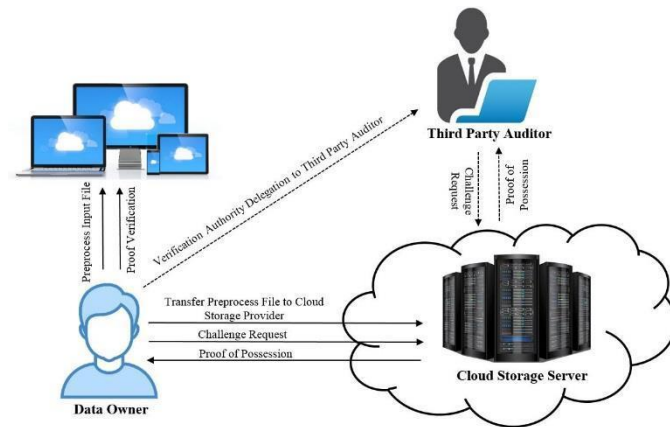 Third Party Auditor
Verification Authority Delegation to Third Party Auditor
Preprocess Input File
Proof Verification
Challenge
Request
Proof of
Possession
Transfer Preprocess File to Cloud
Storage Provider
Challenge Request
Proof of Possession
Cloud Storage Server
Data Owner